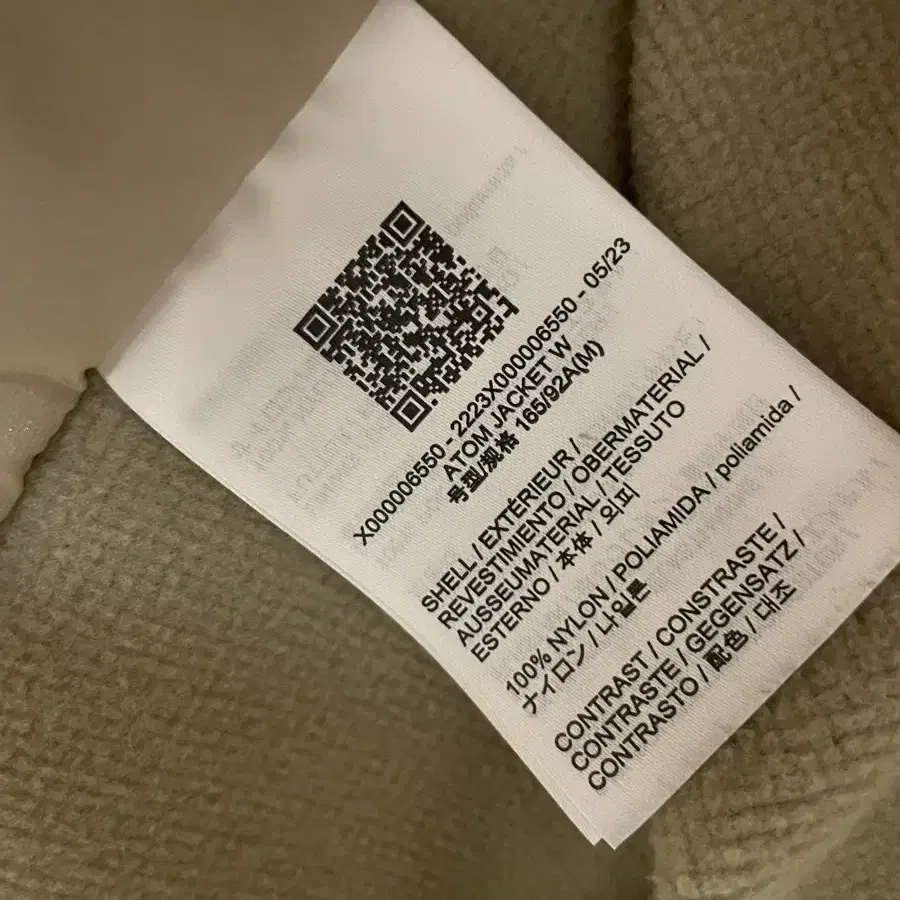 X000006550 - 2223X000006550 - 05/23
ATOM JACKET W
号型/规格 165/92A(M)
SHELL / EXTÉRIEUR /
REVESTIMIENTO / OBERMATERIAL /
AUSSEUMATERIAL / TESSUTO
ESTERNO / 本体 / 외피
100% NYLON / POLIAMIDA / poliamida /
ナイロン / 나일론
CONTRAST / CONSTRASTE /
CONTRASTE / GEGENSATZ /
CONTRASTO / 配色 / 대조